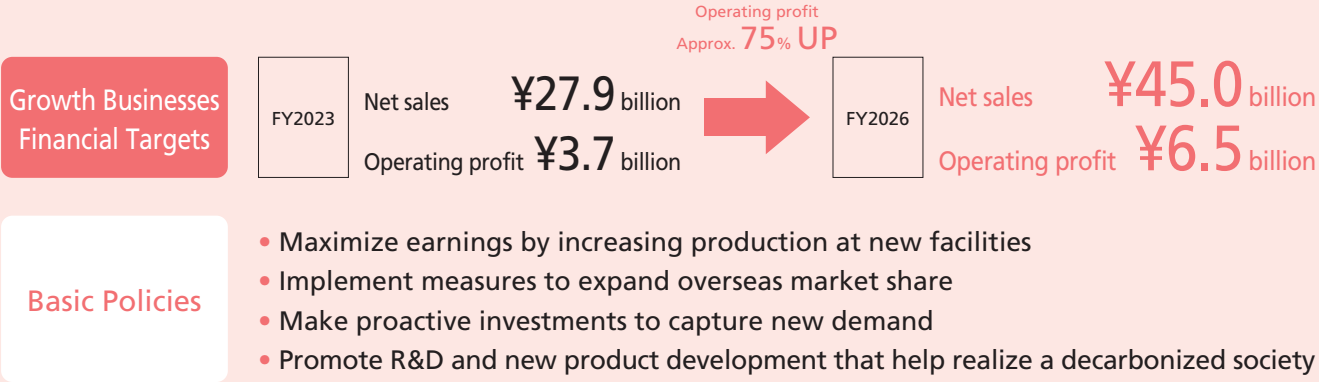 Operating profit
Approx. 75% UP
Growth Businesses
Financial Targets
FY2023
Net sales ¥27.9 billion
Operating profit ¥3.7 billion
FY2026
Net sales ¥45.0 billion
Operating profit ¥6.5 billion
Basic Policies
• Maximize earnings by increasing production at new facilities
• Implement measures to expand overseas market share
• Make proactive investments to capture new demand
• Promote R&D and new product development that help realize a decarbonized society